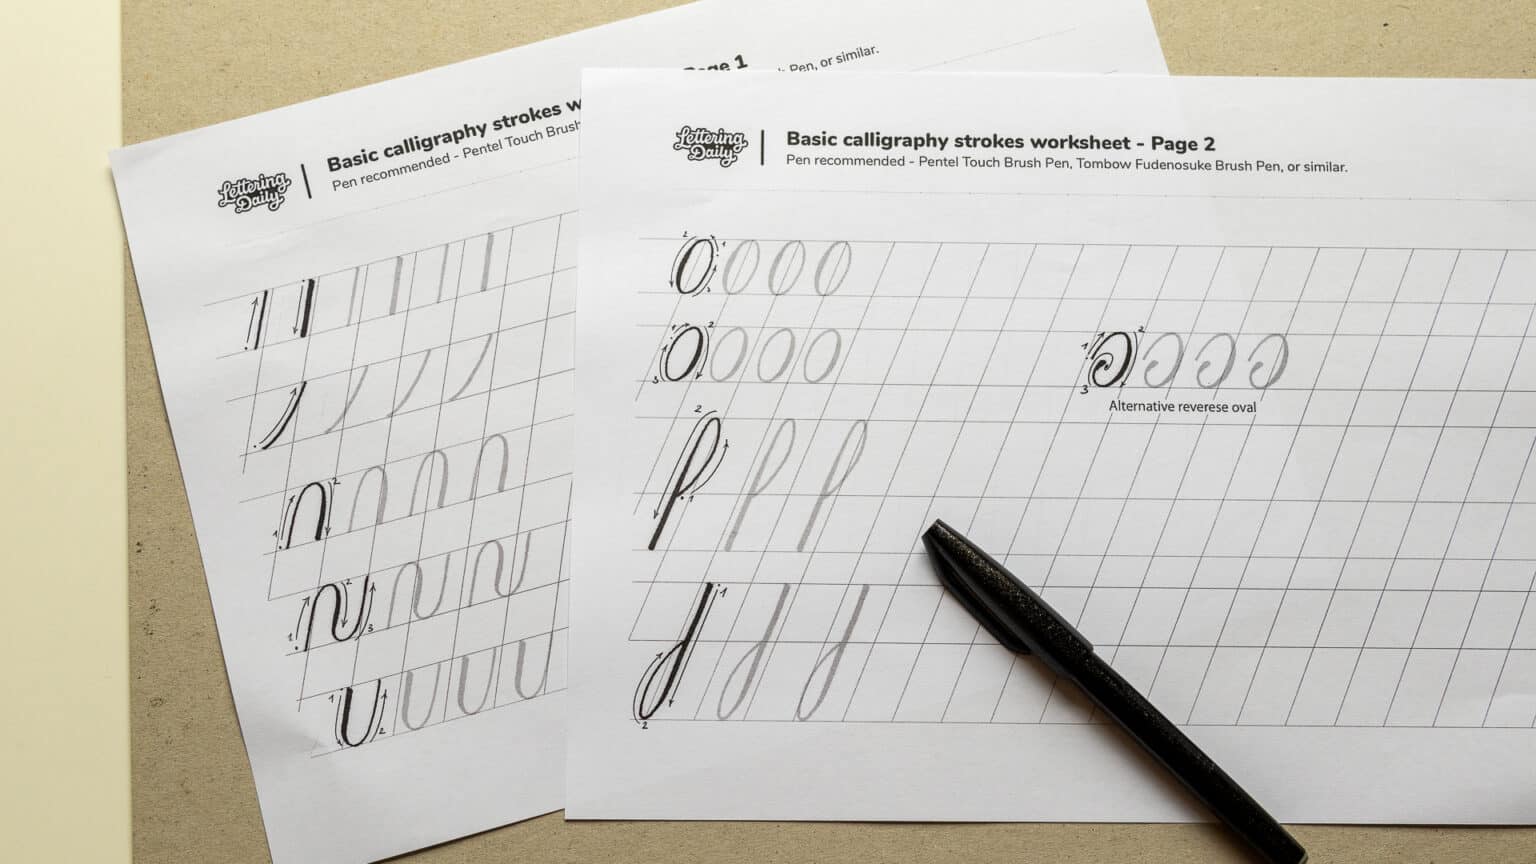 Page 1
Pen, or similar.
Basic calligraphy strokes
Pen recommended - Pentel Touch Brush
Lettering
Daily
Lettering
Daily
Basic calligraphy strokes worksheet - Page 2
Pen recommended - Pentel Touch Brush Pen, Tombow Fudenosuke Brush Pen, or similar.
Alternative reverese oval